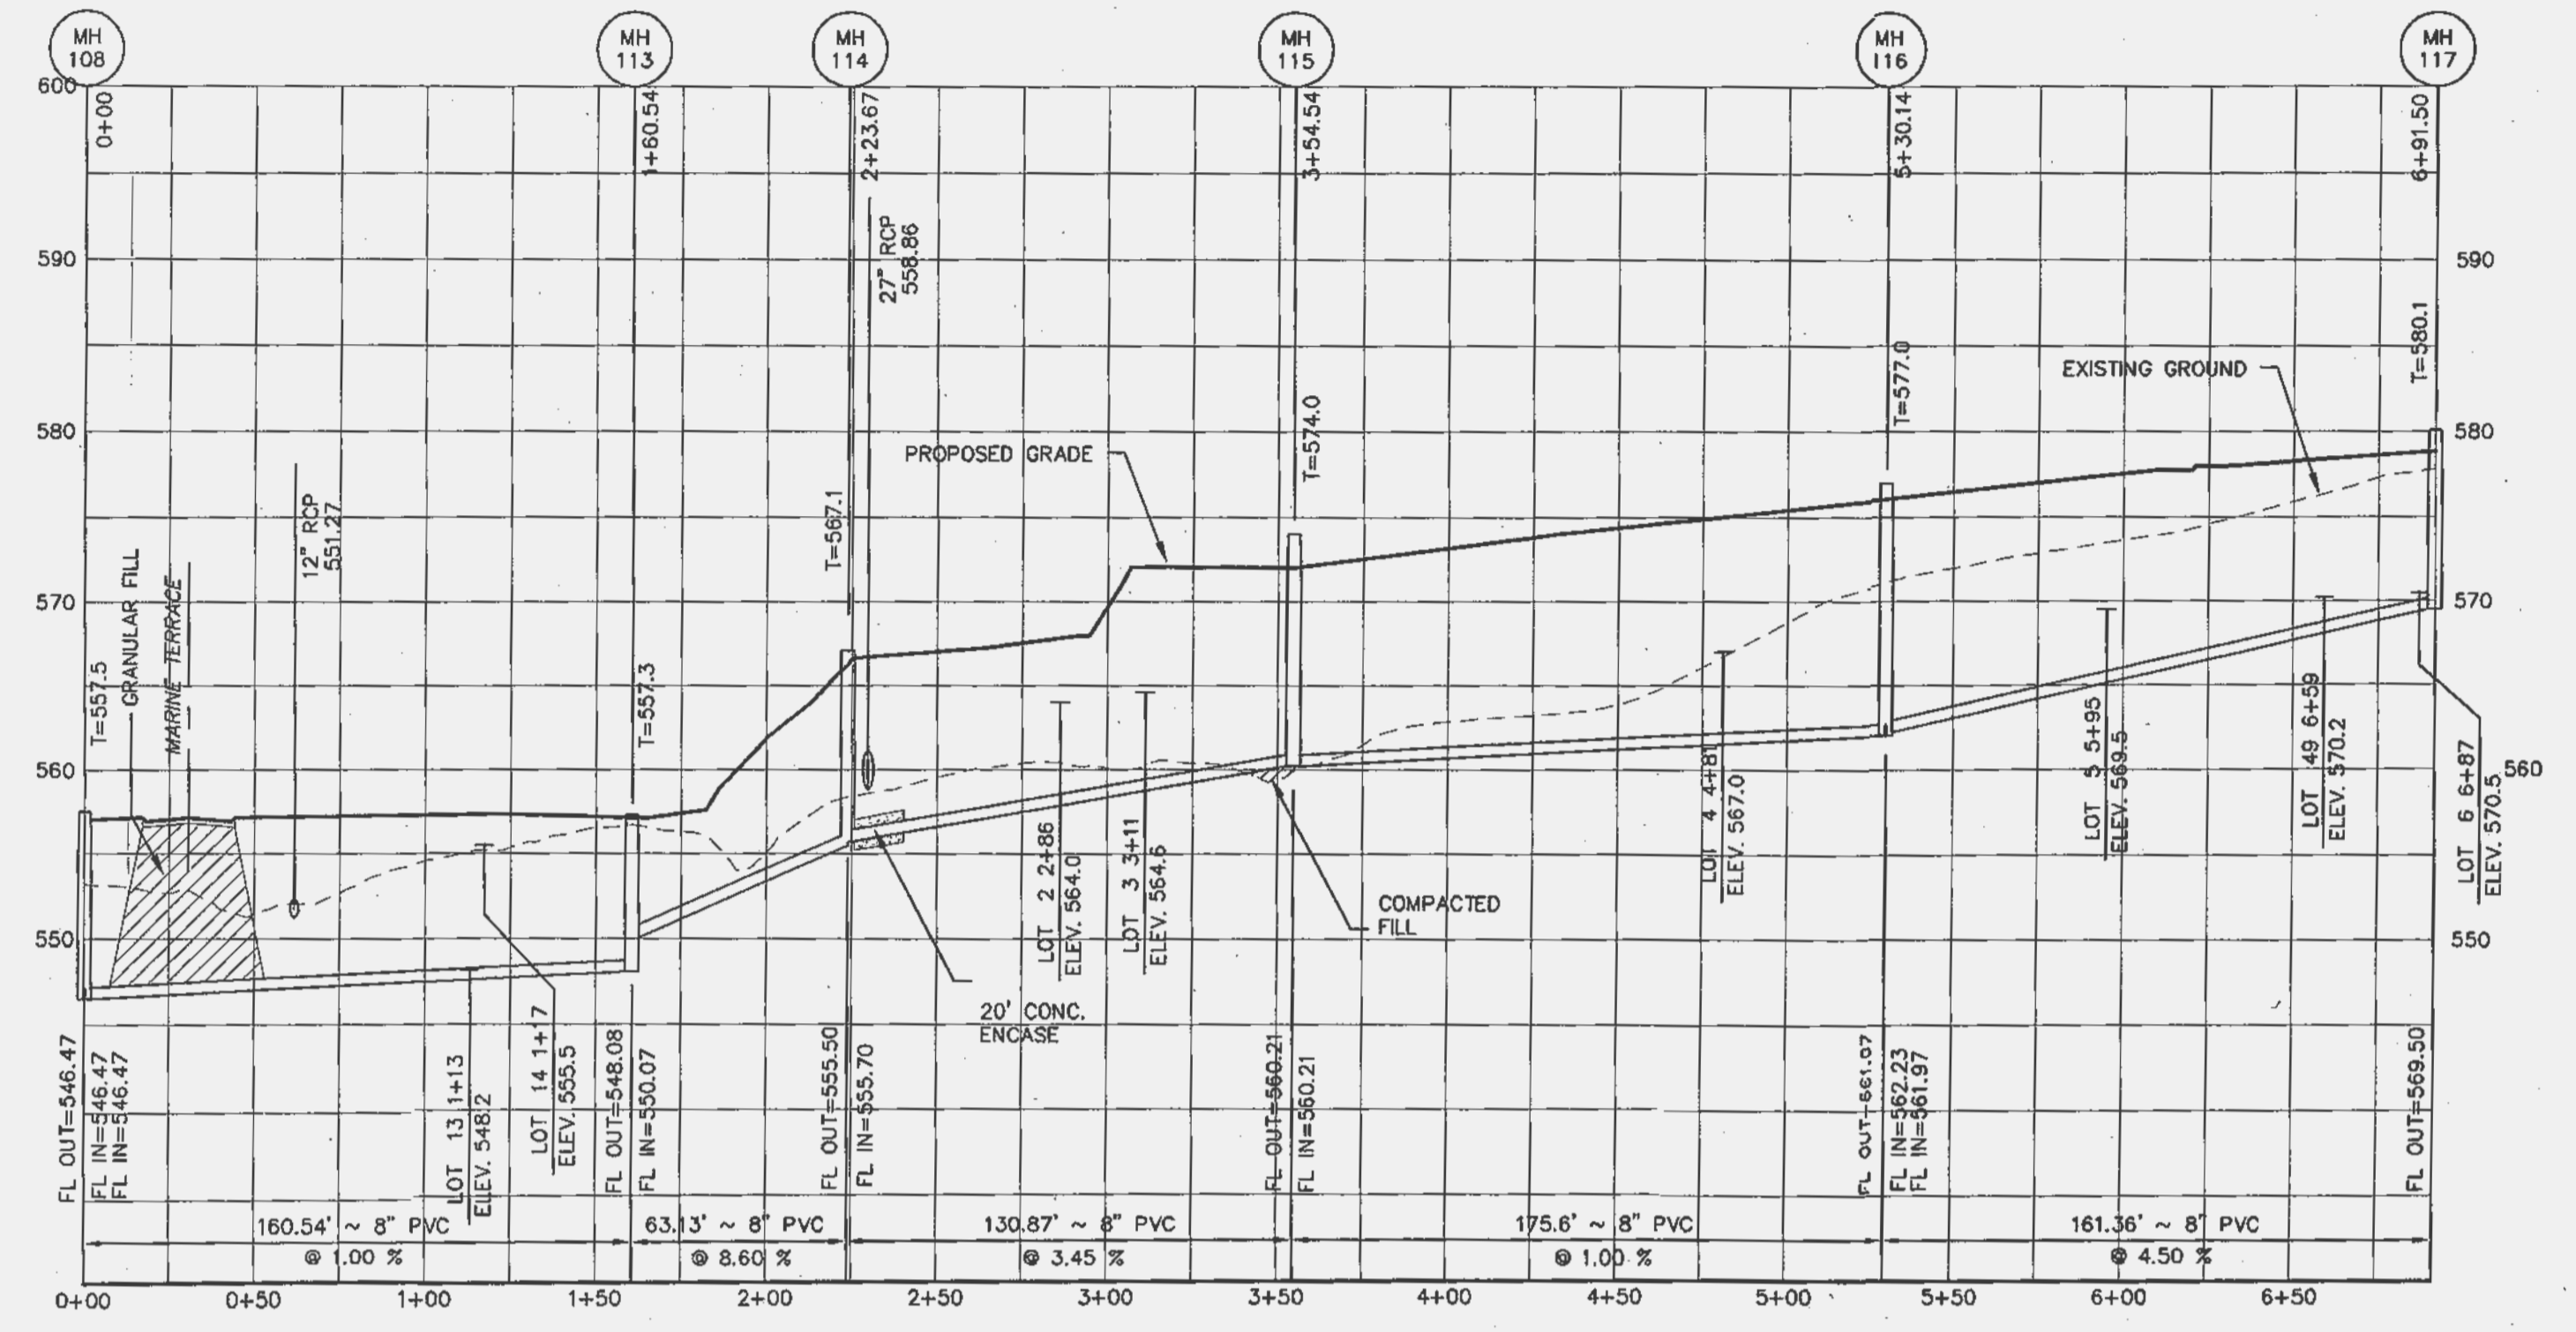 MH
108
MH
113
MH
114
MH
115
MH
116
MH
117
600
0+00
1+60.54
2+23.67
3+54.54
5+30.14
6+91.50
27" RCP
558.86
590
590
T=580.1
EXISTING GROUND
T=577.0
T=574.0
580
580
PROPOSED GRADE
12" RCP
551.27
T=567.1
GRANULAR FILL
MARINE TERRACE
570
570
T=557.5
T=557.3
560
560
LOT 4 4+81
ELEV. 567.0
LOT 5 5+95
ELEV. 569.5
LOT 49 6+59
ELEV. 570.2
LOT 6 6+87
ELEV. 570.5
LOT 2 2+86
ELEV. 564.0
LOT 3 3+11
ELEV. 564.6
COMPACTED
FILL
550
550
20' CONC.
ENCASE
FL OUT=546.47
FL IN=546.47
FL IN=546.47
LOT 13 1+13
ELEV. 548.2
LOT 14 1+17
ELEV. 555.5
FL OUT=548.08
FL IN=550.07
FL OUT=555.50
FL IN=555.70
FL OUT=560.21
FL IN=560.21
FL OUT=561.97
FL IN=562.23
FL IN=561.97
FL OUT=569.50
160.54' ~ 8" PVC
@ 1.00 %
63.13' ~ 8" PVC
@ 8.60 %
130.87' ~ 8" PVC
@ 3.45 %
175.6' ~ 8" PVC
@ 1.00 %
161.36' ~ 8" PVC
@ 4.50 %
0+00
0+50
1+00
1+50
2+00
2+50
3+00
3+50
4+00
4+50
5+00
5+50
6+00
6+50